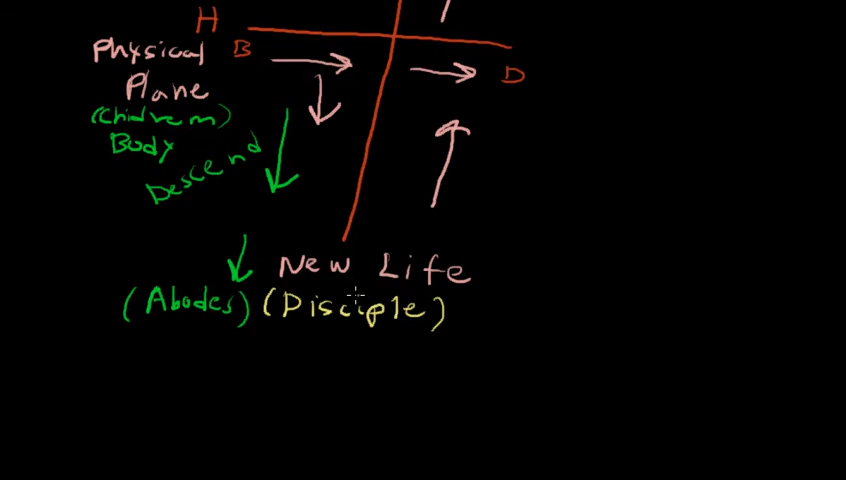 H
Physical B
Plane D
(Children)
Body
Descend
New Life
(Abodes) (Disciple)